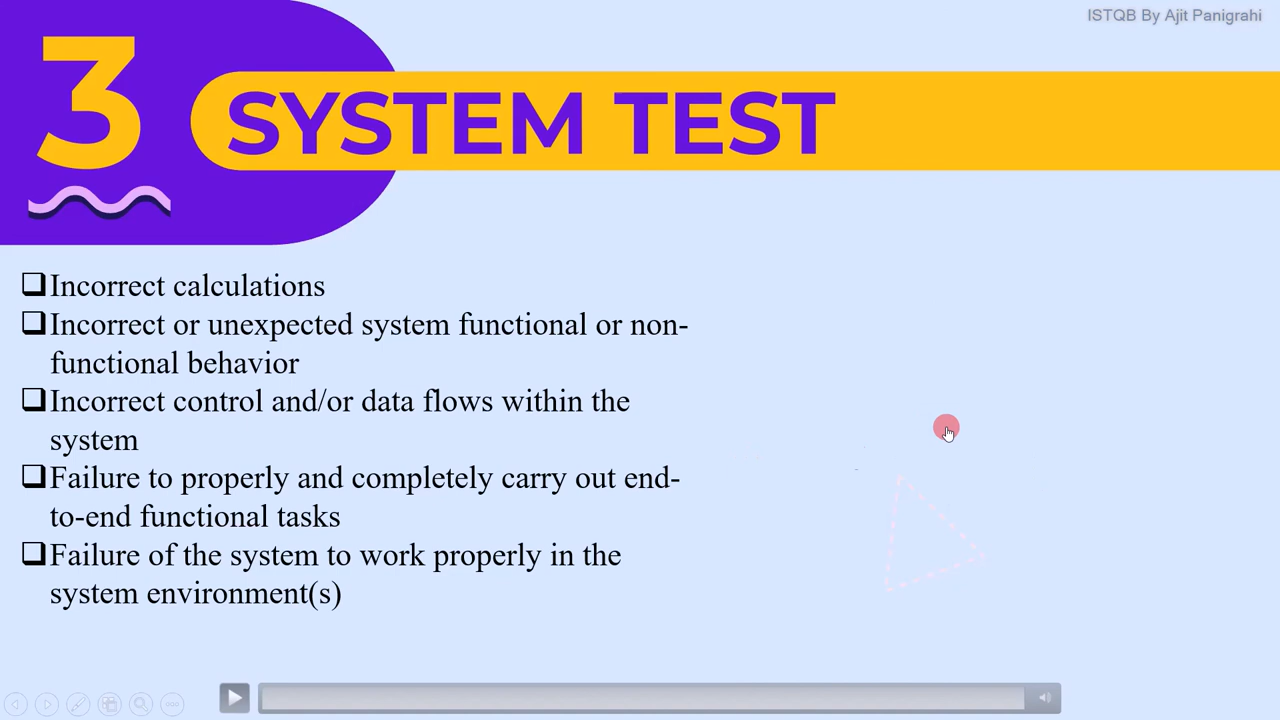 ISTQB By Ajit Panigrahi
3
SYSTEM TEST
❑Incorrect calculations
❑Incorrect or unexpected system functional or non-
functional behavior
❑Incorrect control and/or data flows within the
system
❑Failure to properly and completely carry out end-
to-end functional tasks
❑Failure of the system to work properly in the
system environment(s)